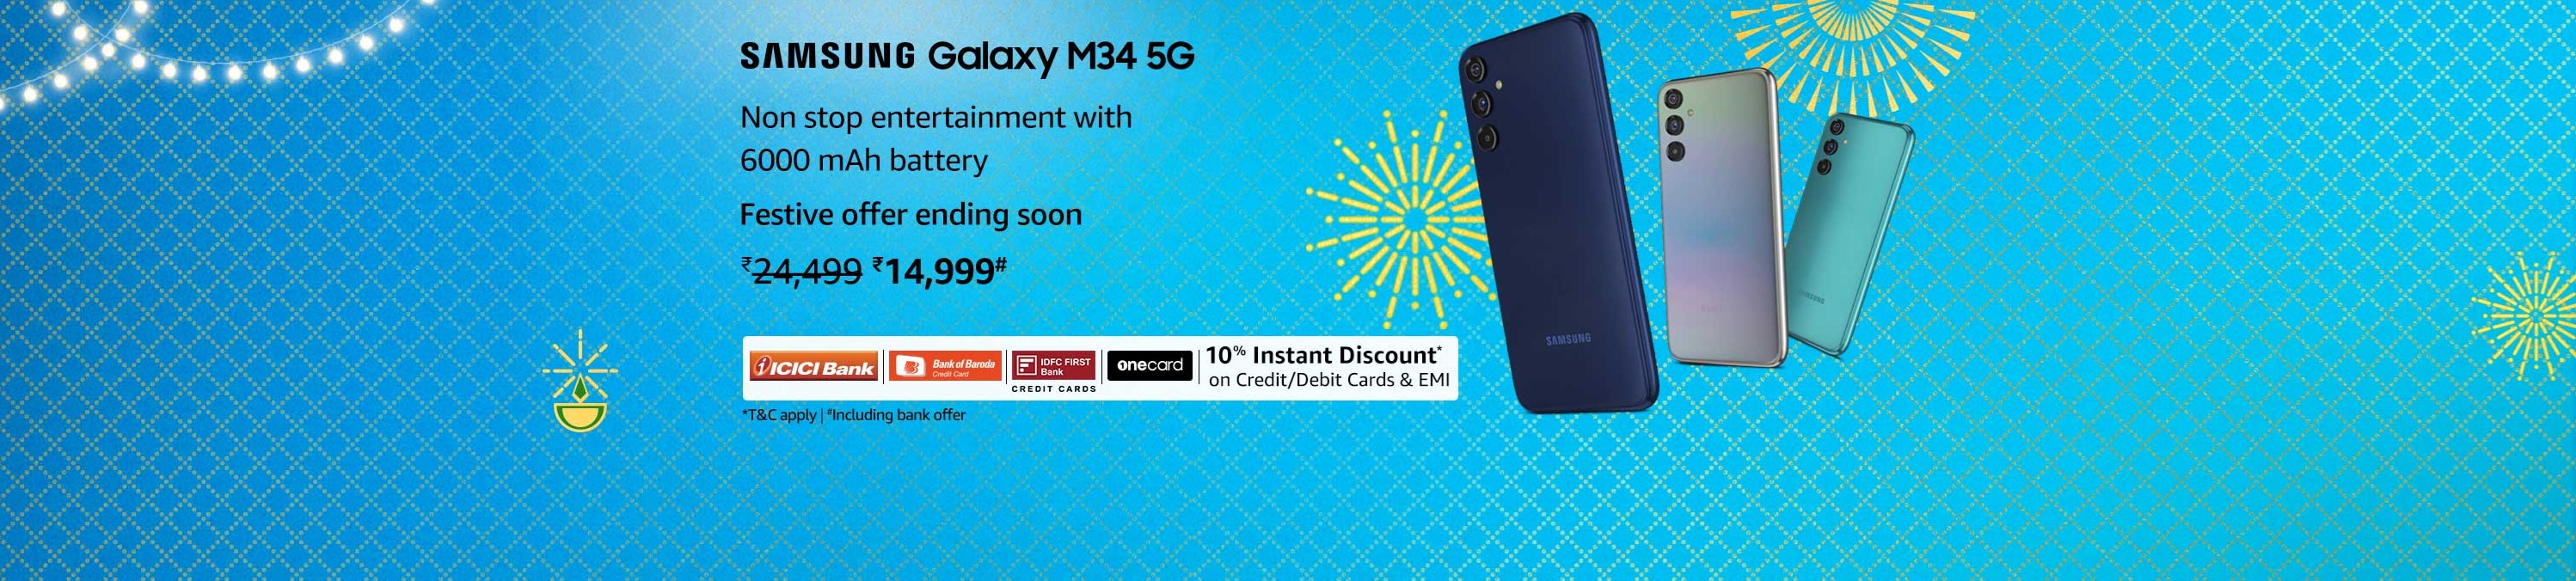 SAMSUNG Galaxy M34 5G
Non stop entertainment with
6000 mAh battery
Festive offer ending soon
₹24,499 ₹14,999#
ICICI Bank
Bank of Baroda
Credit Card
IDFC FIRST
Bank
CREDIT CARDS
onecard
10% Instant Discount*
on Credit/Debit Cards & EMI
*T&C apply | #Including bank offer
SAMSUNG
SAMSUNG